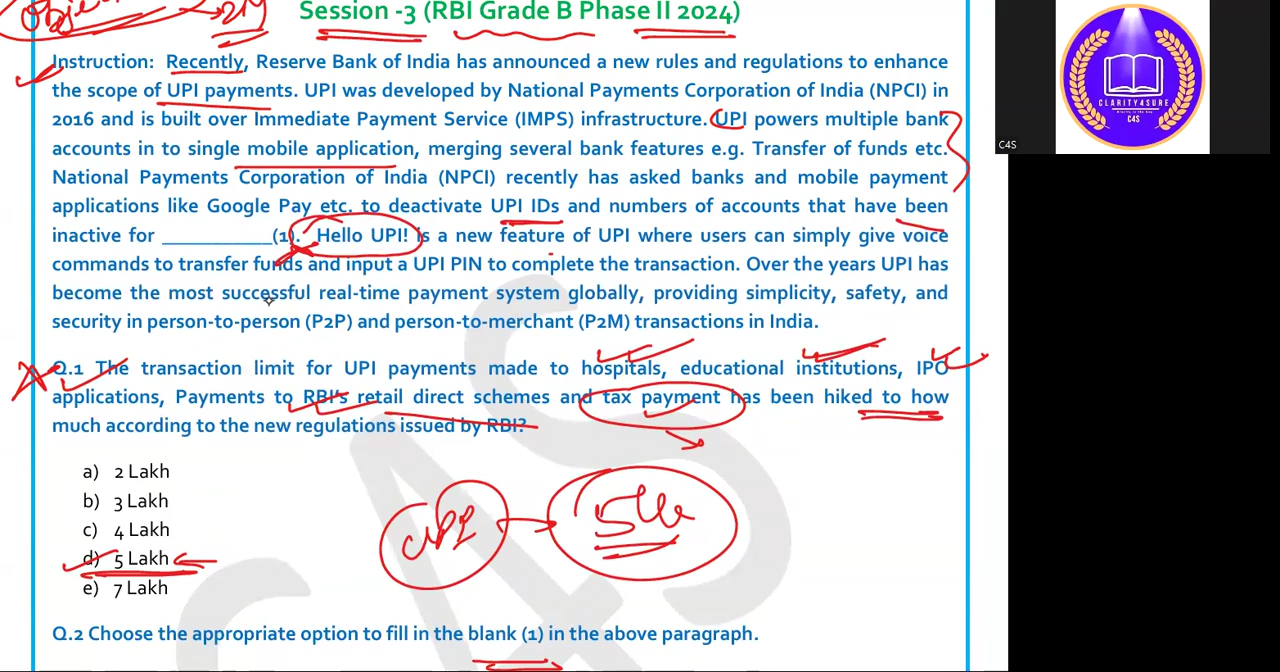 2M
Session -3 (RBI Grade B Phase II 2024)
Instruction: Recently, Reserve Bank of India has announced a new rules and regulations to enhance
the scope of UPI payments. UPI was developed by National Payments Corporation of India (NPCI) in
2016 and is built over Immediate Payment Service (IMPS) infrastructure. UPI powers multiple bank
accounts in to single mobile application, merging several bank features e.g. Transfer of funds etc.
National Payments Corporation of India (NPCI) recently has asked banks and mobile payment
applications like Google Pay etc. to deactivate UPI IDs and numbers of accounts that have been
inactive for ____________(1). Hello UPI! is a new feature of UPI where users can simply give voice
commands to transfer funds and input a UPI PIN to complete the transaction. Over the years UPI has
become the most successful real-time payment system globally, providing simplicity, safety, and
security in person-to-person (P2P) and person-to-merchant (P2M) transactions in India.
Q.1 The transaction limit for UPI payments made to hospitals, educational institutions, IPO
applications, Payments to RBI's retail direct schemes and tax payment has been hiked to how
much according to the new regulations issued by RBI?
a) 2 Lakh
b) 3 Lakh
c) 4 Lakh
d) 5 Lakh
e) 7 Lakh
UPI
Q.2 Choose the appropriate option to fill in the blank (1) in the above paragraph.
CLARITY4SURE
C4S
C4S
C4S